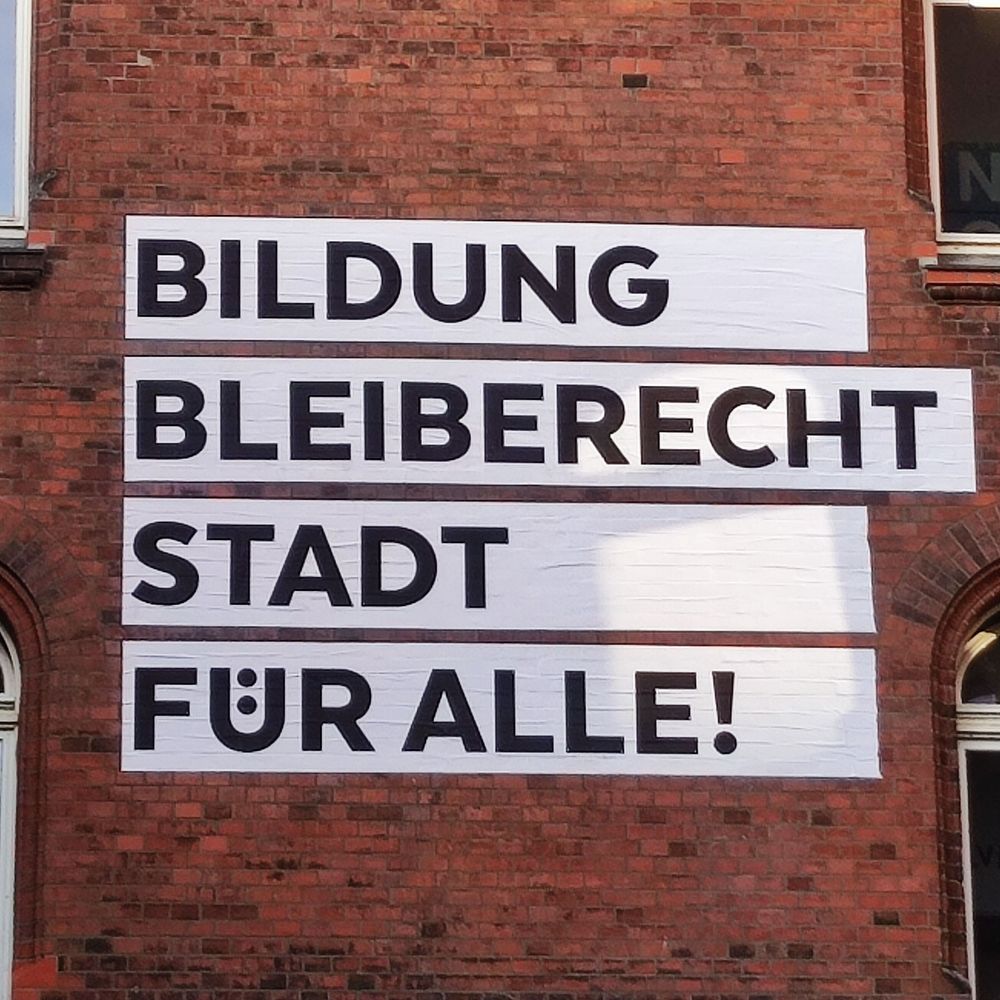 BILDUNG
BLEIBERECHT
STADT
FÜR ALLE!